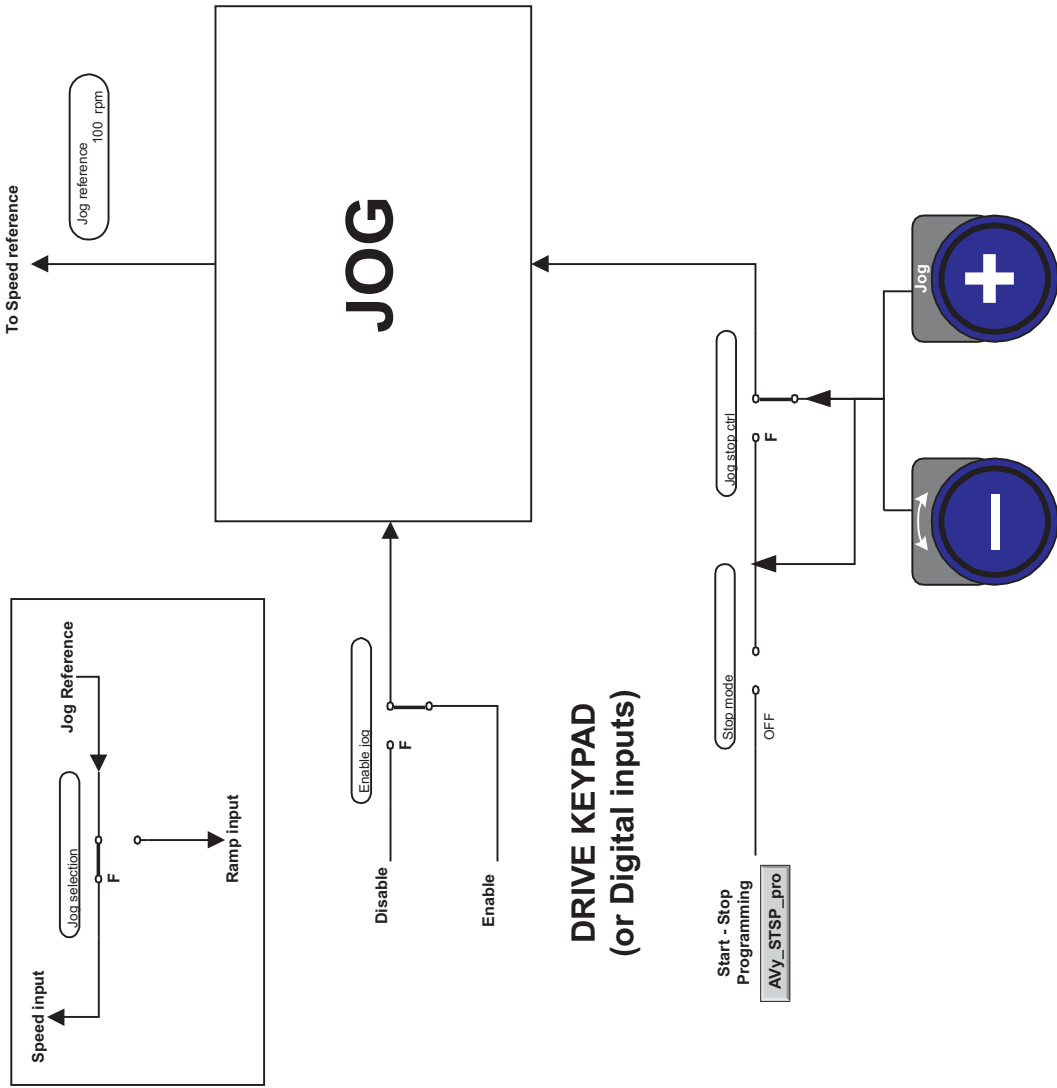 Speed input
Jog selection
F
Jog Reference
Ramp input
To Speed reference
Jog reference
100 rpm
JOG
Enable jog
Disable
F
Enable
DRIVE KEYPAD
(or Digital inputs)
Start - Stop
Programming
AVy_STSP_pro
Stop mode
OFF
Jog stop ctrl
F
Jog